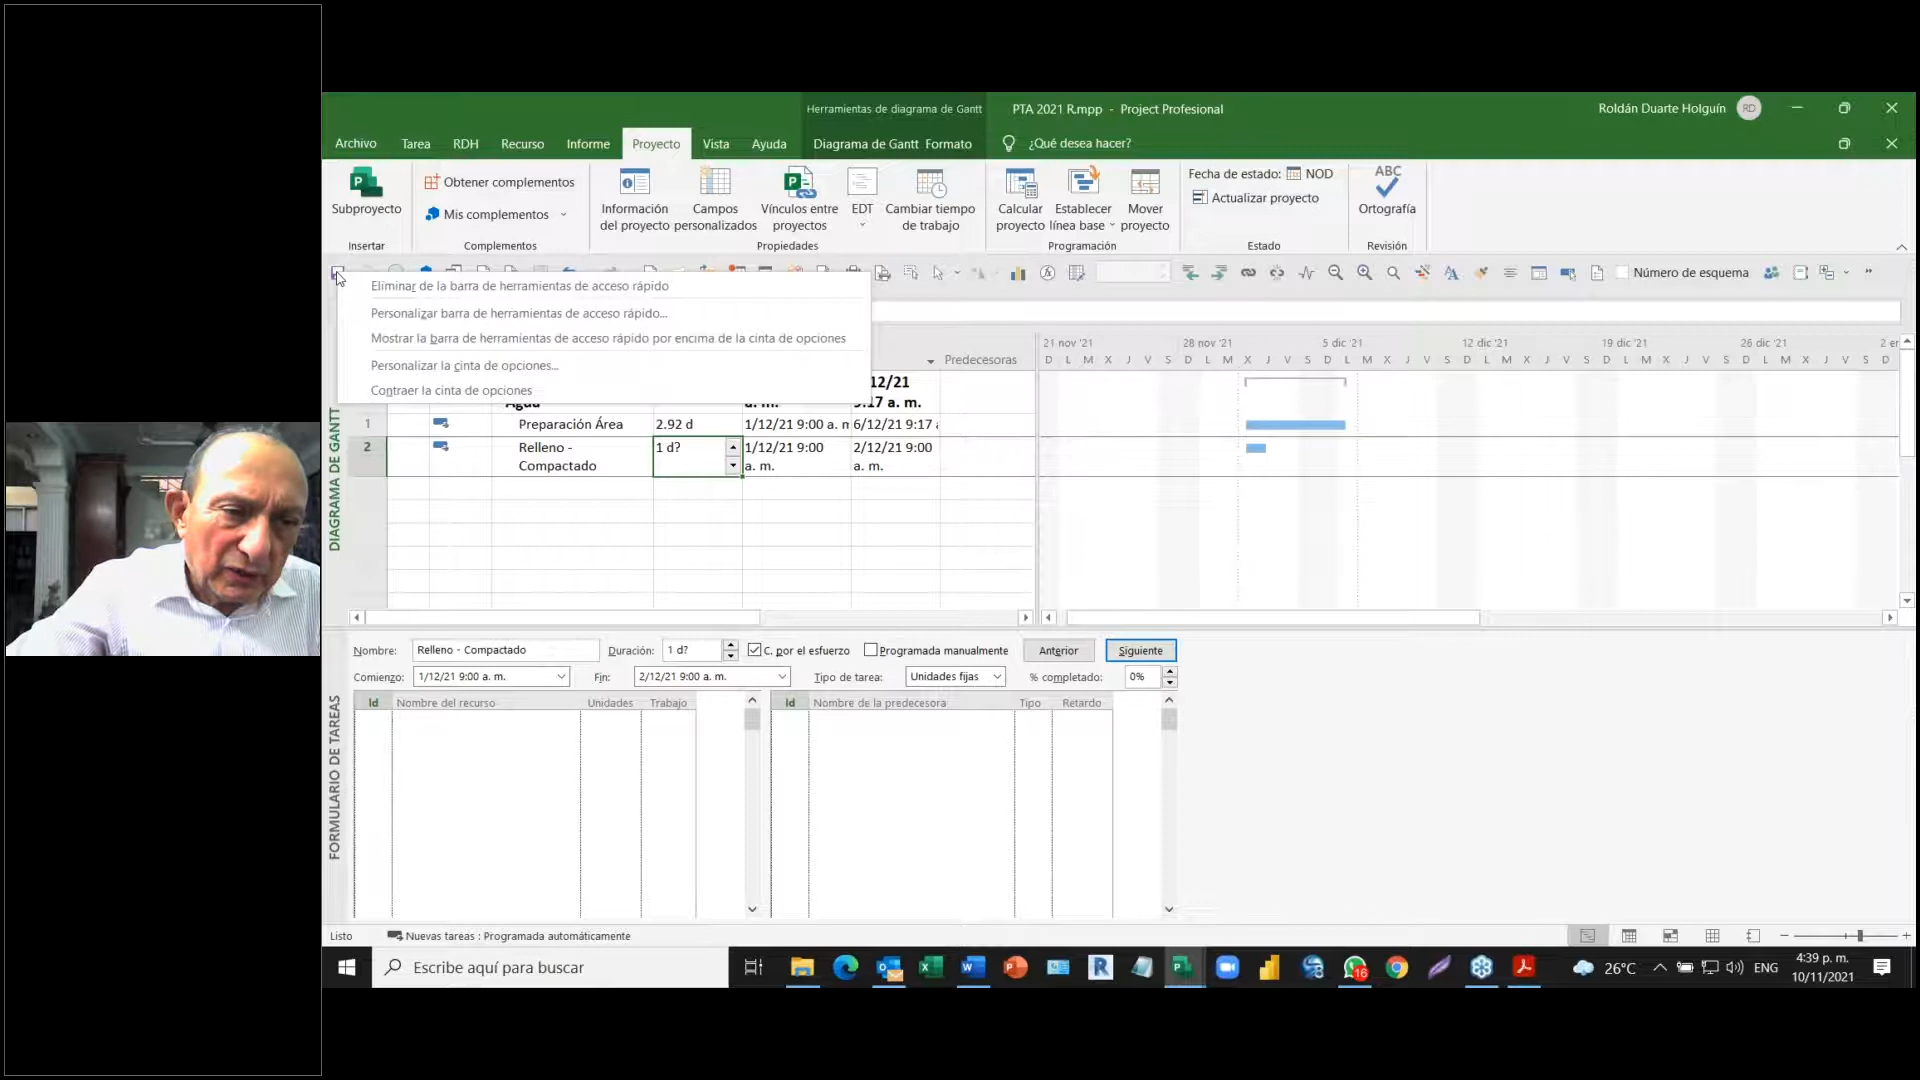 Herramientas de diagrama de Gantt
PTA 2021 R.mpp - Project Profesional
Roldán Duarte Holguín
RD
Archivo
Tarea
RDH
Recurso
Informe
Proyecto
Vista
Ayuda
Diagrama de Gantt Formato
¿Qué desea hacer?
Subproyecto
Insertar
Obtener complementos
Mis complementos
Complementos
Información del proyecto
Campos personalizados
Vínculos entre proyectos
EDT
Cambiar tiempo de trabajo
Propiedades
Calcular proyecto
Establecer línea base
Mover proyecto
Programación
Fecha de estado:
NOD
Actualizar proyecto
Estado
ABC
Ortografía
Revisión
Número de esquema
Eliminar de la barra de herramientas de acceso rápido
Personalizar barra de herramientas de acceso rápido...
Mostrar la barra de herramientas de acceso rápido por encima de la cinta de opciones
Personalizar la cinta de opciones...
Contraer la cinta de opciones
Predecesoras
21 nov '21
28 nov '21
5 dic '21
12 dic '21
19 dic '21
26 dic '21
D L M X J V S D L M X J V S D L M X J V S D L M X J V S D L M X J V S D L M X J V S D
DIAGRAMA DE GANTT
Agua
a. m.
12/21
9:17 a. m.
1
Preparación Área
2.92 d
1/12/21 9:00 a. m
6/12/21 9:17
2
Relleno - Compactado
1 d?
1/12/21 9:00 a. m.
2/12/21 9:00 a. m.
FORMULARIO DE TAREAS
Nombre:
Relleno - Compactado
Duración:
1 d?
C. por el esfuerzo
Programada manualmente
Anterior
Siguiente
Comienzo:
1/12/21 9:00 a. m.
Fin:
2/12/21 9:00 a. m.
Tipo de tarea:
Unidades fijas
% completado:
0%
Id
Nombre del recurso
Unidades
Trabajo
Id
Nombre de la predecesora
Tipo
Retardo
Listo
Nuevas tareas : Programada automáticamente
Escribe aquí para buscar
16
26°C
ENG
4:39 p. m.
10/11/2021